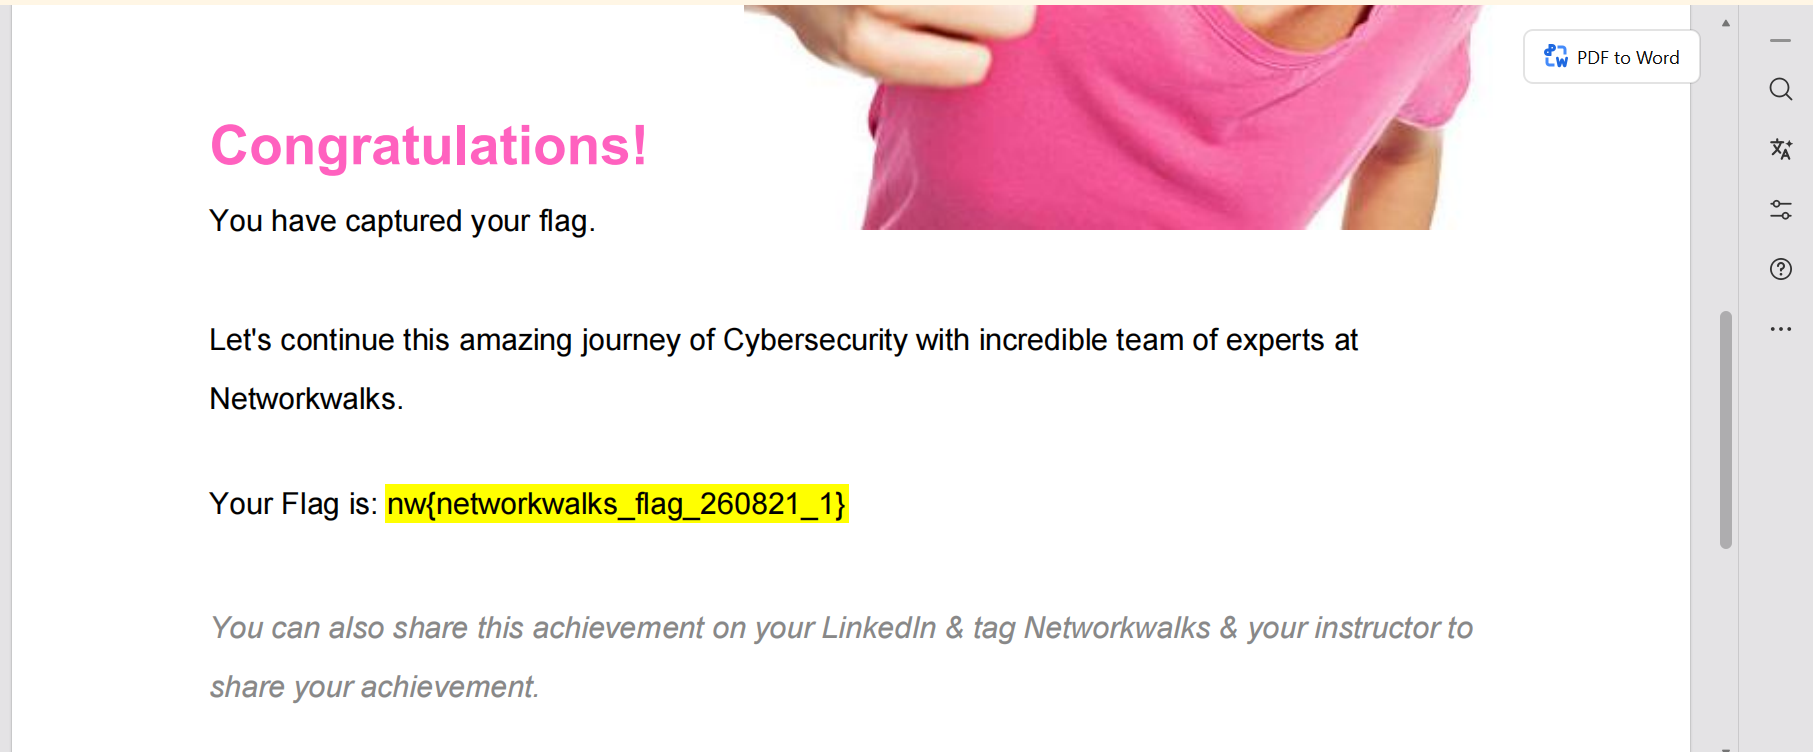 PDF to Word
Congratulations!
You have captured your flag.
Let's continue this amazing journey of Cybersecurity with incredible team of experts at
Networkwalks.
Your Flag is: nw{networkwalks_flag_260821_1}
You can also share this achievement on your LinkedIn & tag Networkwalks & your instructor to
share your achievement.